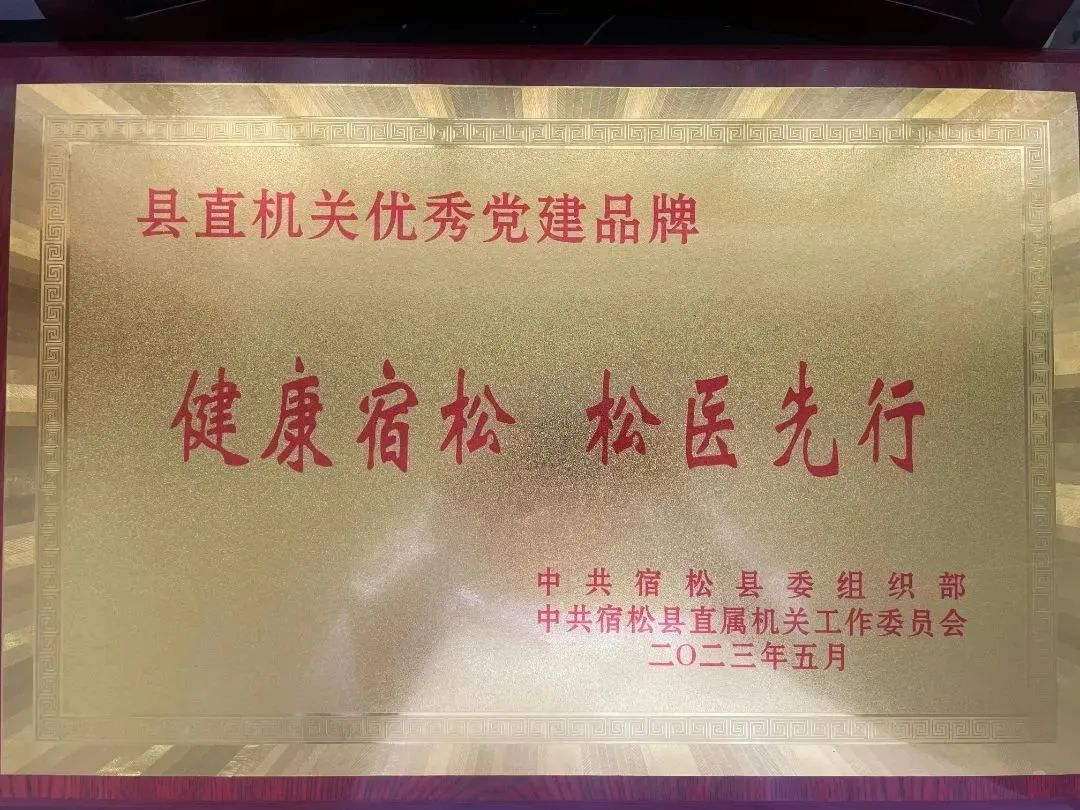 县直机关优秀党建品牌
健康宿松 松医先行
中共宿松县委组织部
中共宿松县直属机关工作委员会
二〇二三年五月